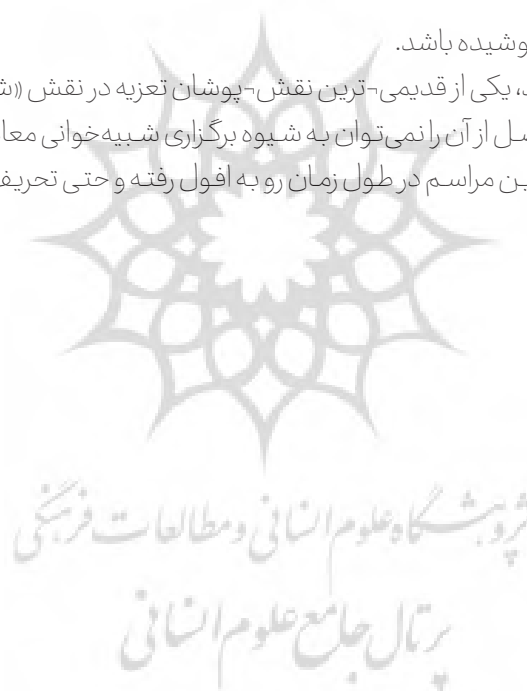 وشیده باشد.
، یکی از قدیمی-ترین نقش-پوشان تعزیه در نقش «ش
صل از آن را نمی‌توان به شیوه برگزاری شبیه‌خوانی معا
ین مراسم در طول زمان رو به افول رفته و حتی تحریف
پژوهشگاه علوم انسانی و مطالعات فرهنگی
پرتال جامع علوم انسانی